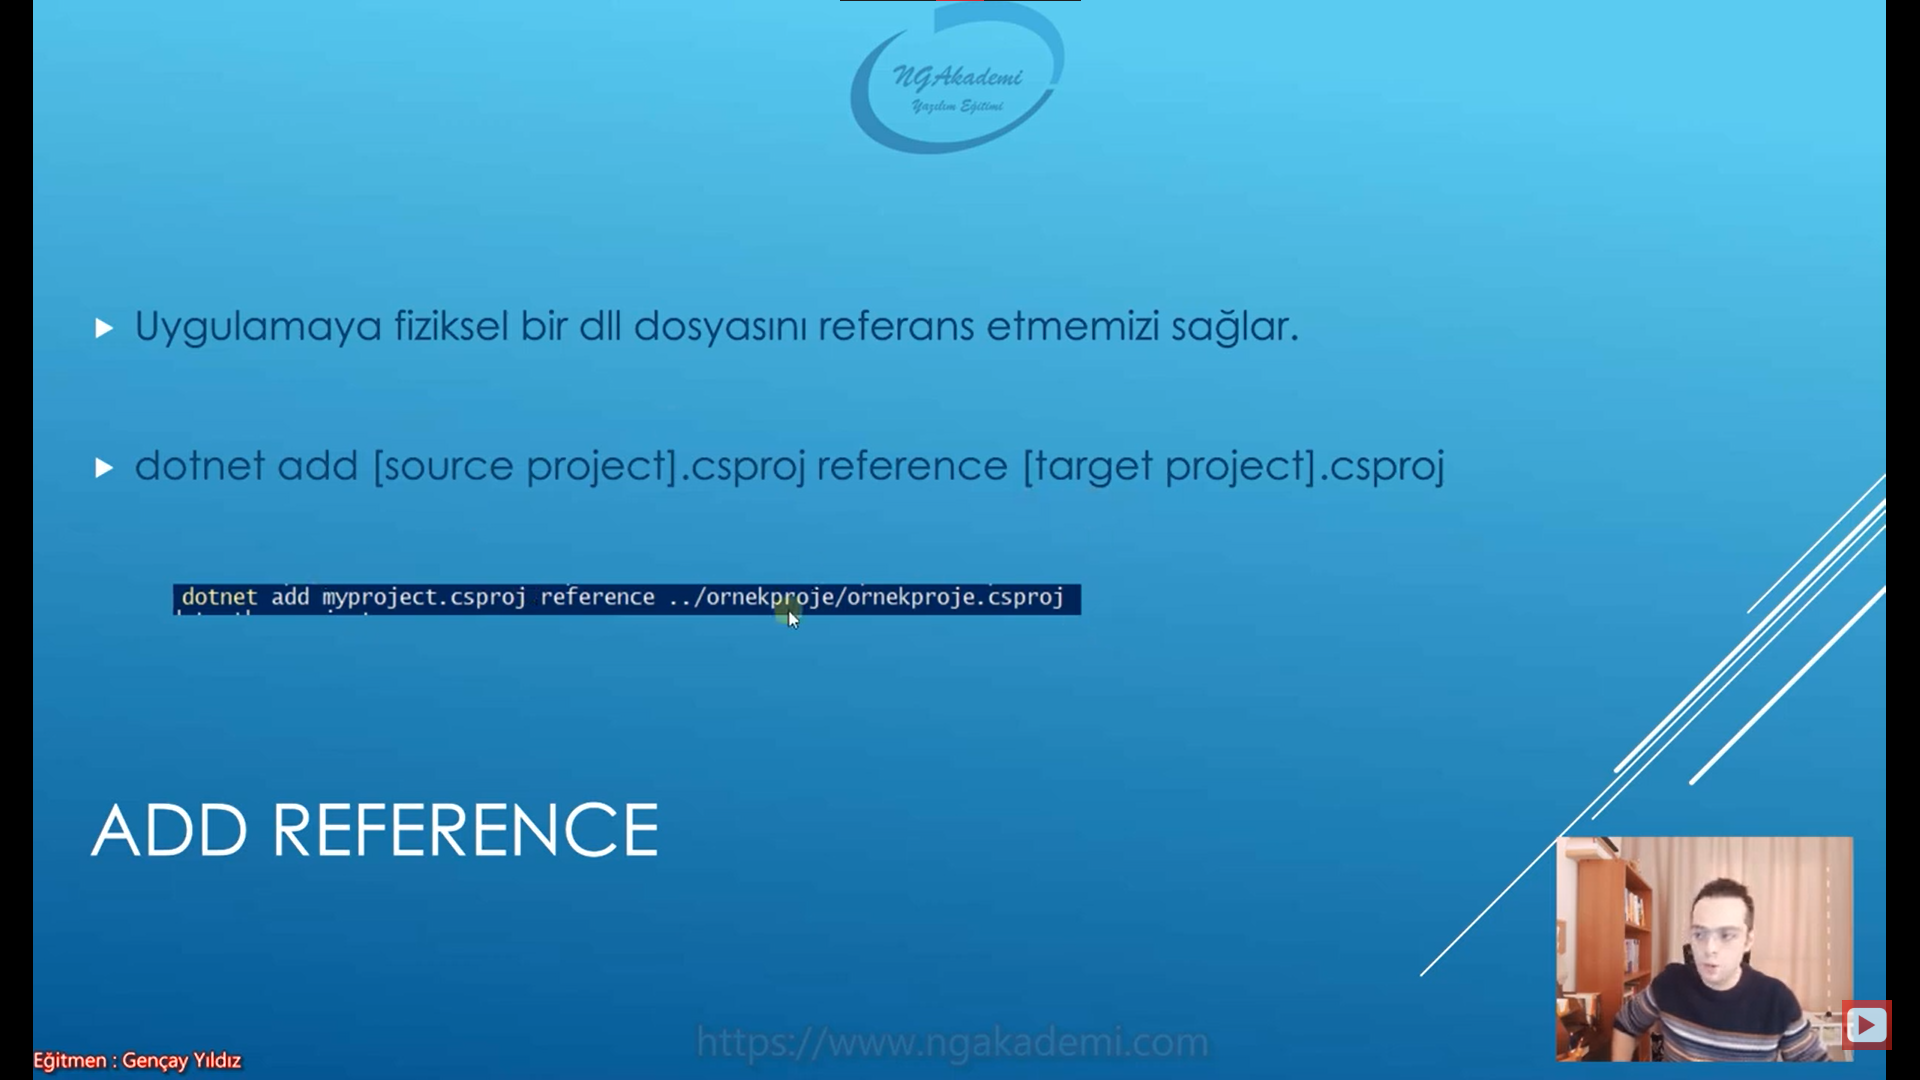 NGAkademi
Yazılım Eğitimi
Uygulamaya fiziksel bir dll dosyasını referans etmemizi sağlar.
dotnet add [source project].csproj reference [target project].csproj
dotnet add myproject.csproj reference ../ornekproje/ornekproje.csproj
ADD REFERENCE
https://www.ngakademi.com
Eğitmen : Gençay Yıldız